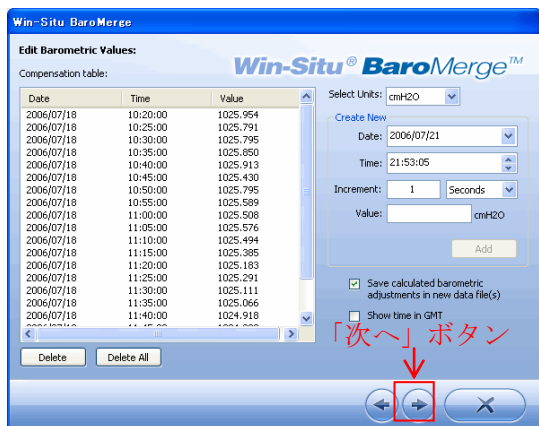 Win-Situ BaroMerge
Edit Barometric Values:
Win-Situ® BaroMerge™
Compensation table:
Select Units: cmH2O
Date Time Value
2006/07/18 10:20:00 1025.954
2006/07/18 10:25:00 1025.791
2006/07/18 10:30:00 1025.795
2006/07/18 10:35:00 1025.850
2006/07/18 10:40:00 1025.913
2006/07/18 10:45:00 1025.430
2006/07/18 10:50:00 1025.795
2006/07/18 10:55:00 1025.589
2006/07/18 11:00:00 1025.508
2006/07/18 11:05:00 1025.576
2006/07/18 11:10:00 1025.494
2006/07/18 11:15:00 1025.385
2006/07/18 11:20:00 1025.183
2006/07/18 11:25:00 1025.291
2006/07/18 11:30:00 1025.111
2006/07/18 11:35:00 1025.066
2006/07/18 11:40:00 1024.918
Create New
Date: 2006/07/21
Time: 21:53:05
Increment: 1 Seconds
Value: cmH2O
Add
Save calculated barometric
adjustments in new data file(s)
Show time in GMT
「次へ」ボタン
Delete Delete All